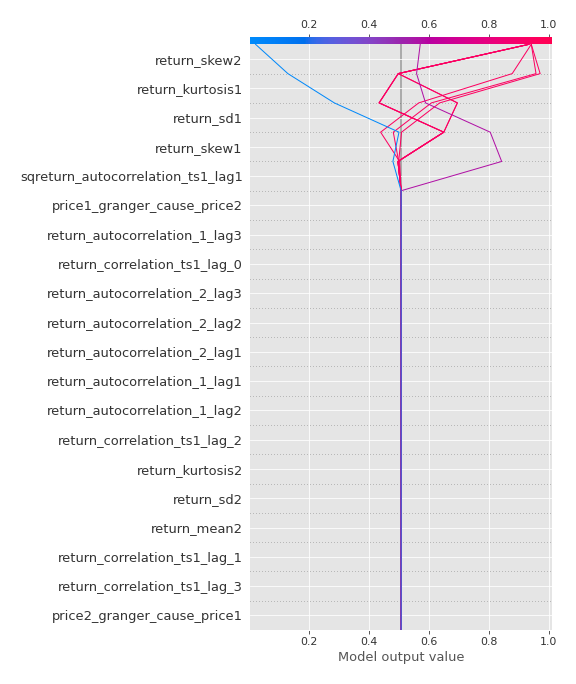 0.2 0.4 0.6 0.8 1.0
return_skew2
return_kurtosis1
return_sd1
return_skew1
sqreturn_autocorrelation_ts1_lag1
price1_granger_cause_price2
return_autocorrelation_1_lag3
return_correlation_ts1_lag_0
return_autocorrelation_2_lag3
return_autocorrelation_2_lag2
return_autocorrelation_2_lag1
return_autocorrelation_1_lag1
return_autocorrelation_1_lag2
return_correlation_ts1_lag_2
return_kurtosis2
return_sd2
return_mean2
return_correlation_ts1_lag_1
return_correlation_ts1_lag_3
price2_granger_cause_price1
0.2 0.4 0.6 0.8 1.0
Model output value